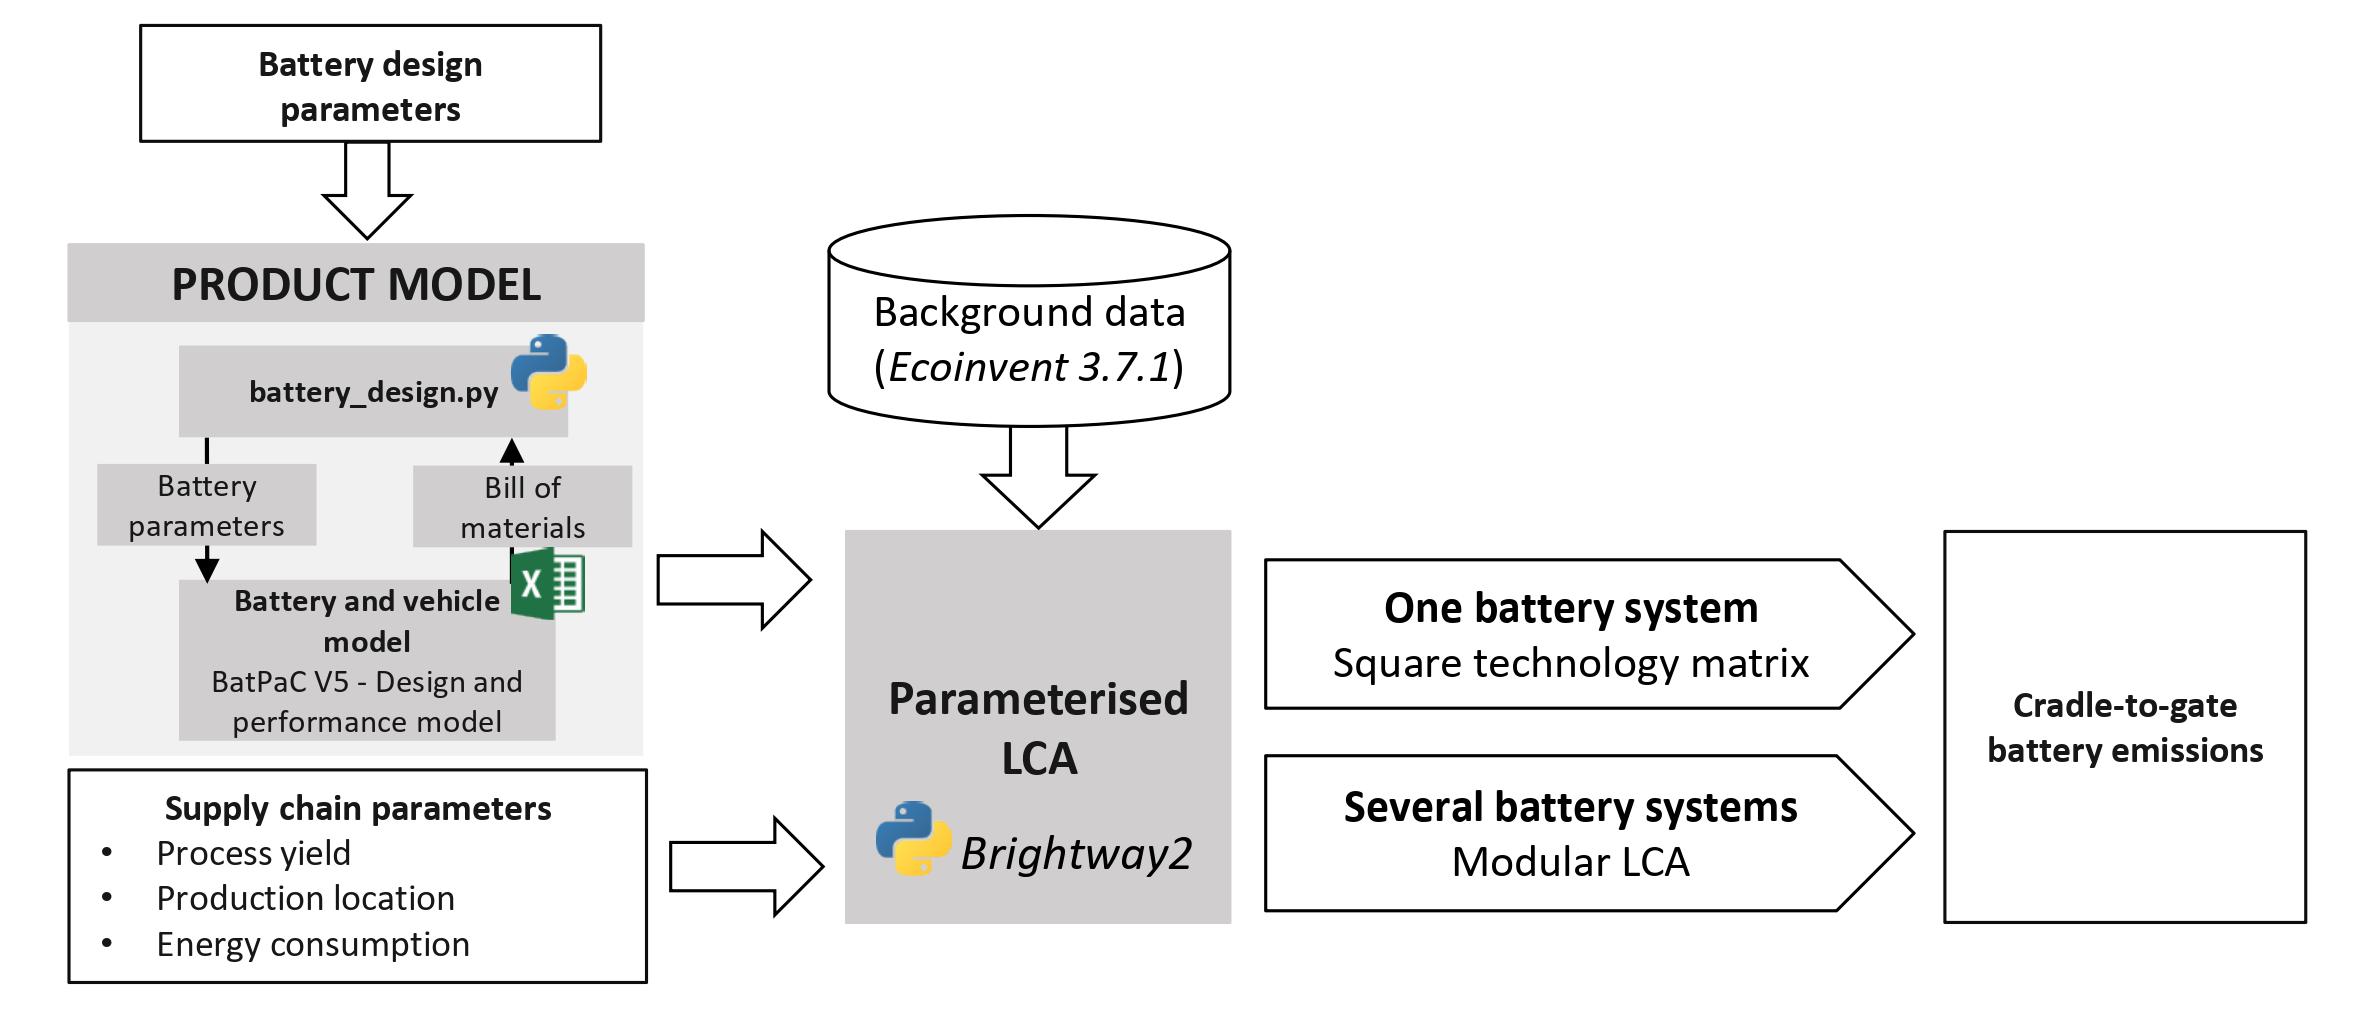 Battery design
parameters
PRODUCT MODEL
battery_design.py
Battery
parameters
Bill of
materials
X
Battery and vehicle
model
BatPaC V5 - Design and
performance model
Supply chain parameters
• Process yield
• Production location
• Energy consumption
Background data
(Ecoinvent 3.7.1)
Parameterised
LCA
Brightway2
One battery system
Square technology matrix
Several battery systems
Modular LCA
Cradle-to-gate
battery emissions